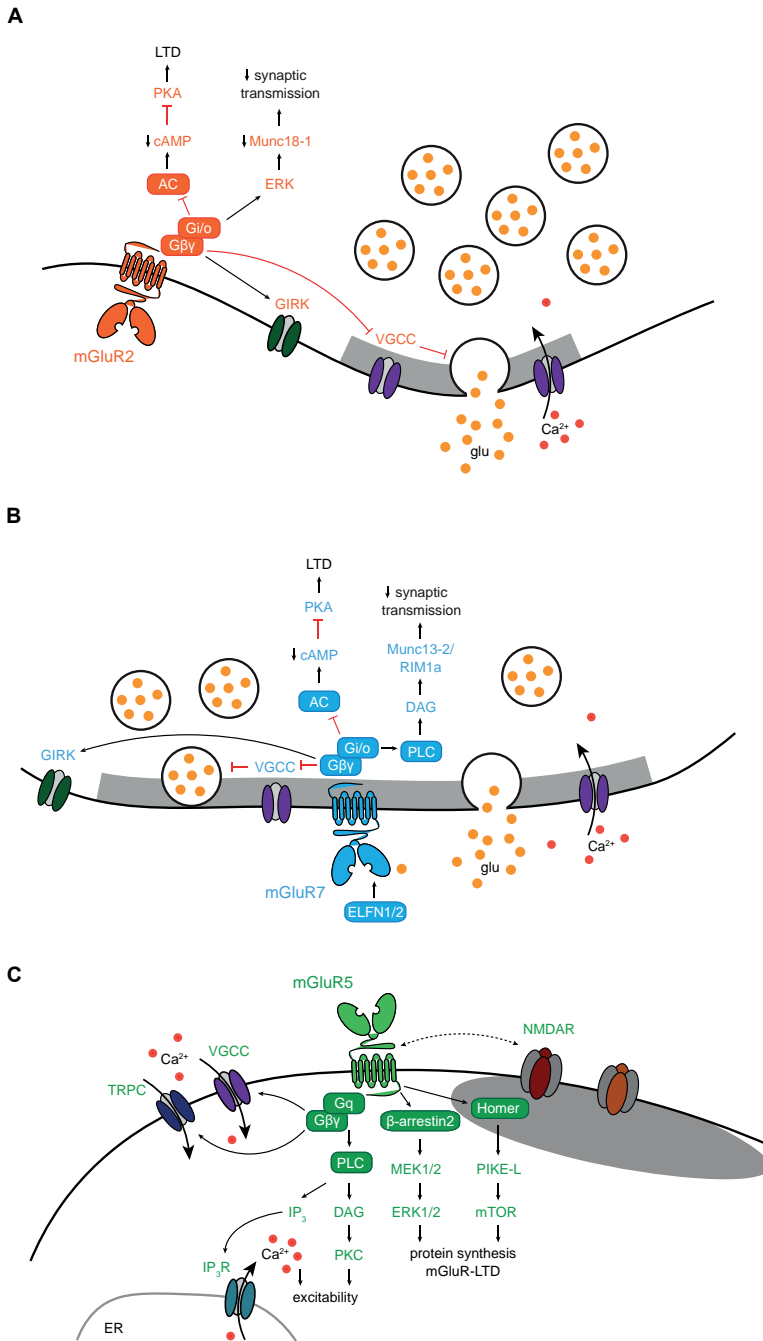 A
LTD
PKA
cAMP
AC
synaptic
transmission
Munc18-1
ERK
Gi/o
Gβγ
mGluR2
GIRK
VGCC
glu
Ca²⁺
B
LTD
PKA
cAMP
AC
synaptic
transmission
Munc13-2/
RIM1a
DAG
PLC
Gi/o
Gβγ
GIRK
VGCC
mGluR7
ELFN1/2
glu
Ca²⁺
C
mGluR5
NMDAR
VGCC
Ca²⁺
TRPC
Gq
Gβγ
β-arrestin2
Homer
PLC
MEK1/2
PIKE-L
IP₃
DAG
ERK1/2
mTOR
Ca²⁺
PKC
protein synthesis
mGluR-LTD
IP₃R
excitability
ER